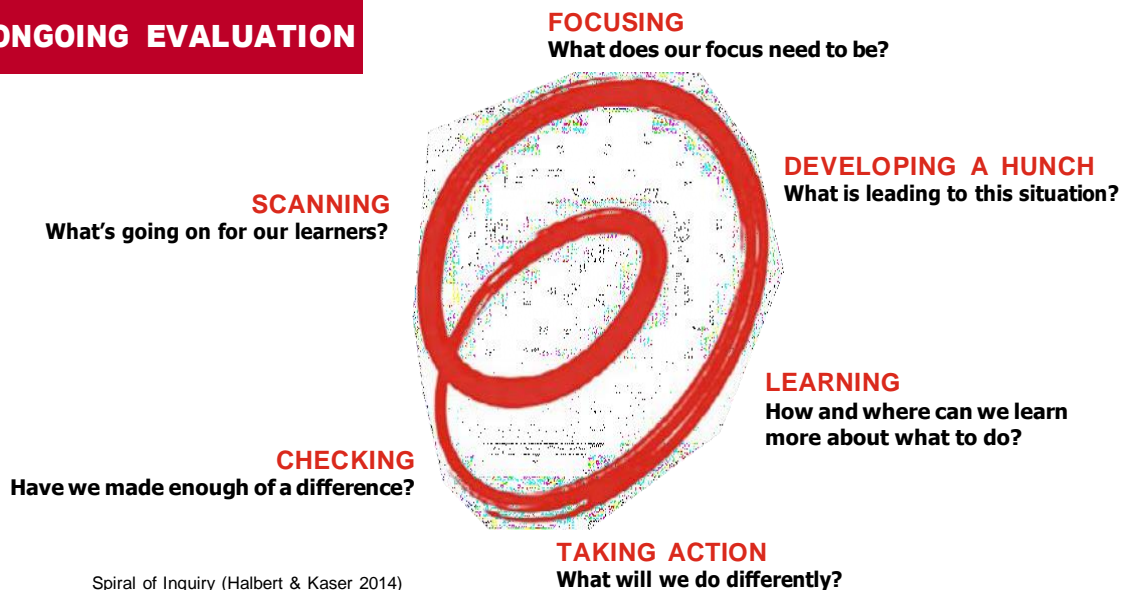 ONGOING EVALUATION
FOCUSING
What does our focus need to be?
DEVELOPING A HUNCH
What is leading to this situation?
SCANNING
What's going on for our learners?
LEARNING
How and where can we learn
more about what to do?
CHECKING
Have we made enough of a difference?
TAKING ACTION
What will we do differently?
Spiral of Inquiry (Halbert & Kaser 2014)